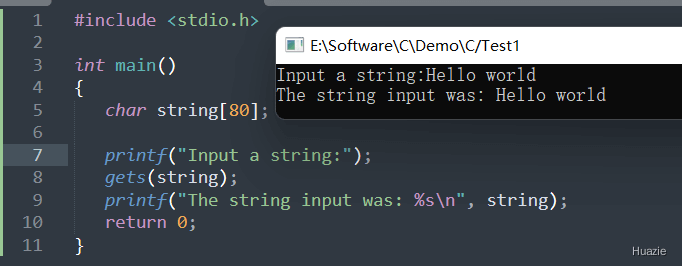 1 #include <stdio.h>
2
3 int main()
4 {
5 char string[80];
6
7 printf("Input a string:");
8 gets(string);
9 printf("The string input was: %s\n", string);
10 return 0;
11 }
E:\Software\C\Demo\C/Test1
Input a string:Hello world
The string input was: Hello world
Huazie